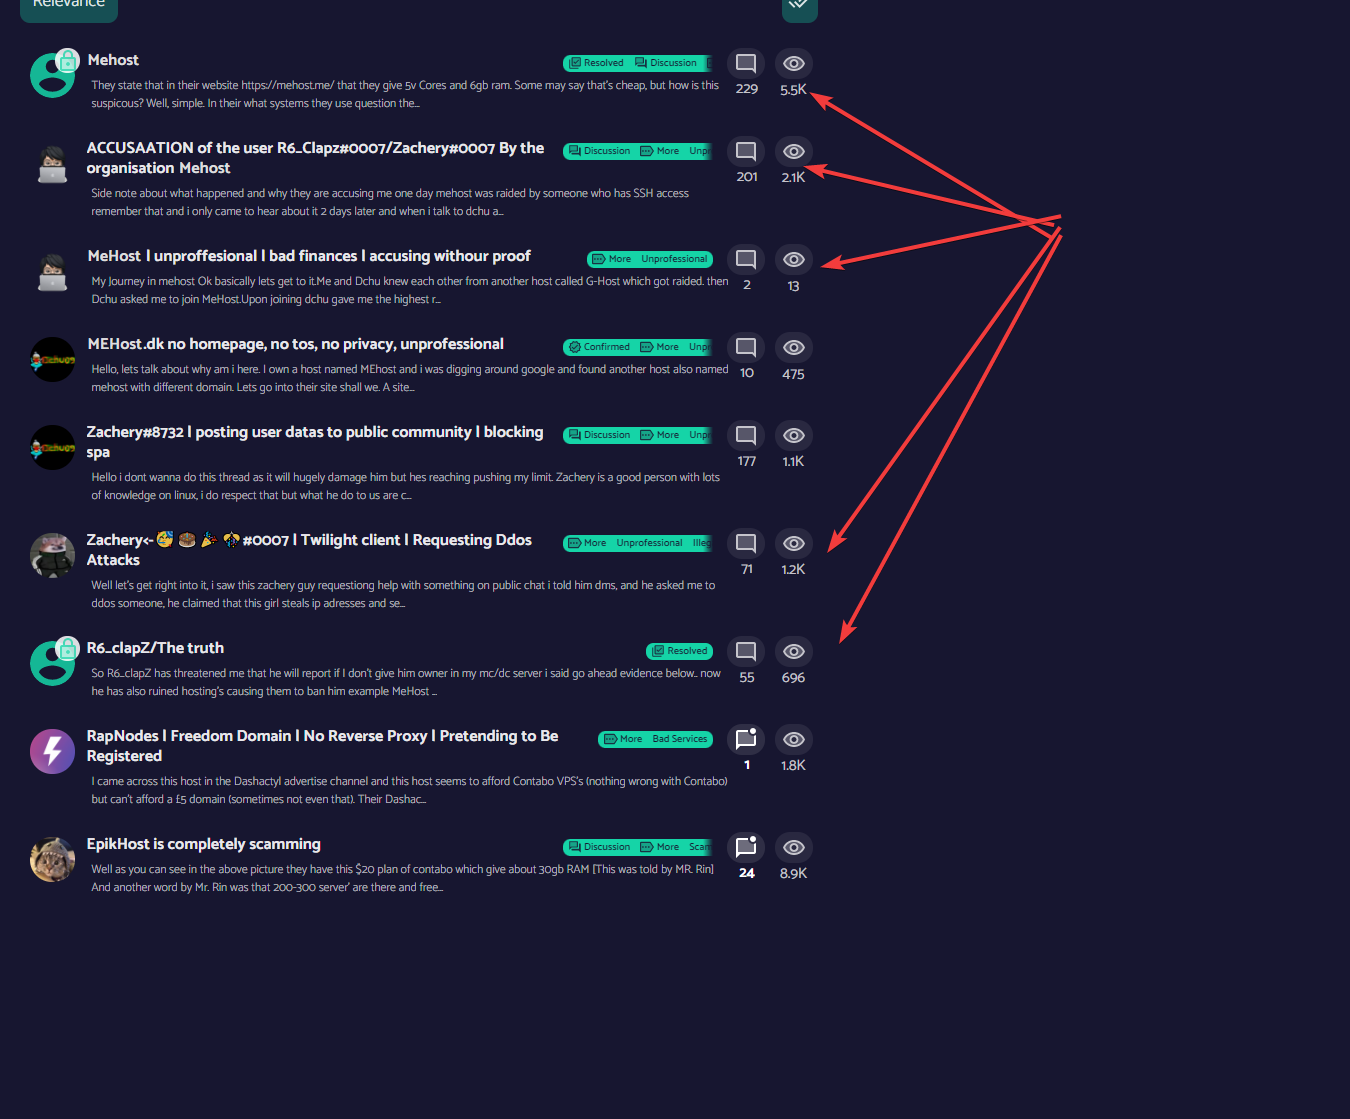 Relevance
Mehost
Resolved Discussion
They state that in their website https://mehost.me/ that they give 5v Cores and 6gb ram. Some may say that's cheap, but how is this
suspicous? Well, simple. In their what systems they use question the...
229
5.5K
ACCUSAATION of the user R6_Clapz#0007/Zachery#0007 By the
organisation Mehost
Discussion More Unpr
Side note about what happened and why they are accusing me one day mehost was raided by someone who has SSH access
remember that and i only came to hear about it 2 days later and when i talk to dchu a...
201
2.1K
MeHost | unproffesional | bad finances | accusing withour proof
More Unprofessional
My Journey in mehost Ok basically lets get to it.Me and Dchu knew each other from another host called G-Host which got raided. then
Dchu asked me to join MeHost.Upon joining dchu gave me the highest r...
2
13
MEHost.dk no homepage, no tos, no privacy, unprofessional
Confirmed More Unpr
Hello, lets talk about why am i here. I own a host named MEhost and i was digging around google and found another host also named
mehost with different domain. Lets go into their site shall we. A site...
10
475
Zachery#8732 | posting user datas to public community | blocking
spa
Discussion More Unpr
Hello i dont wanna do this thread as it will hugely damage him but hes reaching pushing my limit. Zachery is a good person with lots
of knowledge on linux, i do respect that but what he do to us are c...
177
1.1K
Zachery<-🥳🎂🎉🎊#0007 | Twilight client | Requesting Ddos
Attacks
More Unprofessional Illeg
Well let's get right into it, i saw this zachery guy requestiong help with something on public chat i told him dms, and he asked me to
ddos someone, he claimed that this girl steals ip adresses and se...
71
1.2K
R6_clapZ/The truth
Resolved
So R6_clapZ has threatened me that he will report if I don't give him owner in my mc/dc server i said go ahead evidence below.. now
he has also ruined hosting's causing them to ban him example MeHost ...
55
696
RapNodes | Freedom Domain | No Reverse Proxy | Pretending to Be
Registered
More Bad Services
I came across this host in the Dashactyl advertise channel and this host seems to afford Contabo VPS's (nothing wrong with Contabo)
but can't afford a £5 domain (sometimes not even that). Their Dashac...
1
1.8K
EpikHost is completely scamming
Discussion More Scam
Well as you can see in the above picture they have this $20 plan of contabo which give about 30gb RAM [This was told by MR. Rin]
And another word by Mr. Rin was that 200-300 server' are there and free...
24
8.9K